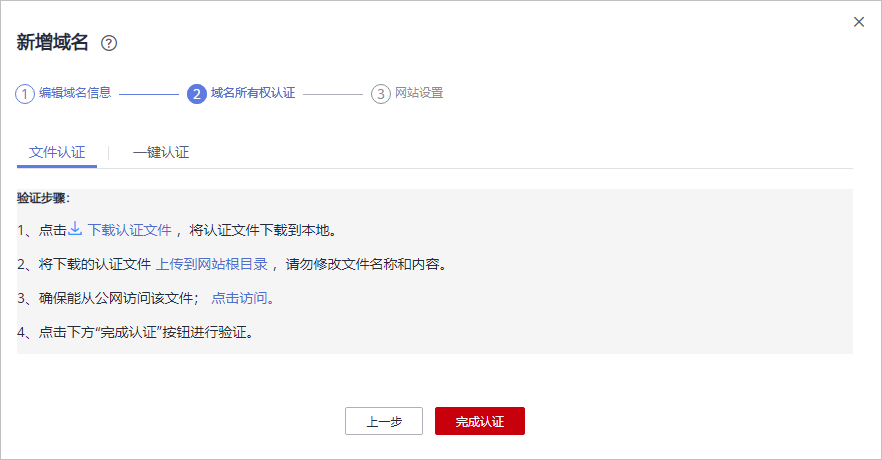 新增域名 ?
1 编辑域名信息 2 域名所有权认证 3 网站设置
文件认证 一键认证
验证步骤：
1、点击 下载认证文件 ，将认证文件下载到本地。
2、将下载的认证文件 上传到网站根目录 ，请勿修改文件名称和内容。
3、确保能从公网访问该文件； 点击访问。
4、点击下方“完成认证”按钮进行验证。
上一步 完成认证